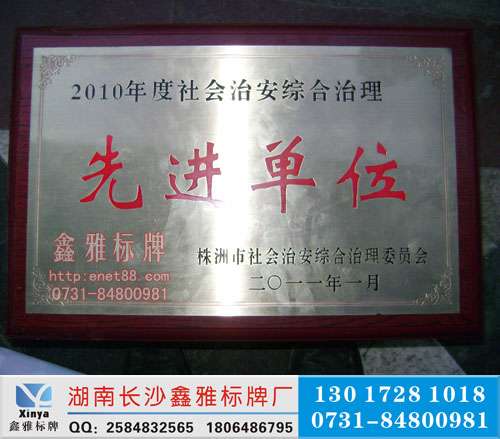 2010年度社会治安综合治理
先进单位
鑫雅标牌
http:enet88.com
0731-84800981
株洲市社会治安综合治理委员会
二〇一一年一月
Xinya
鑫雅标牌
湖南长沙鑫雅标牌厂
QQ：2584832565 1806486795
130 1728 1018
0731-84800981